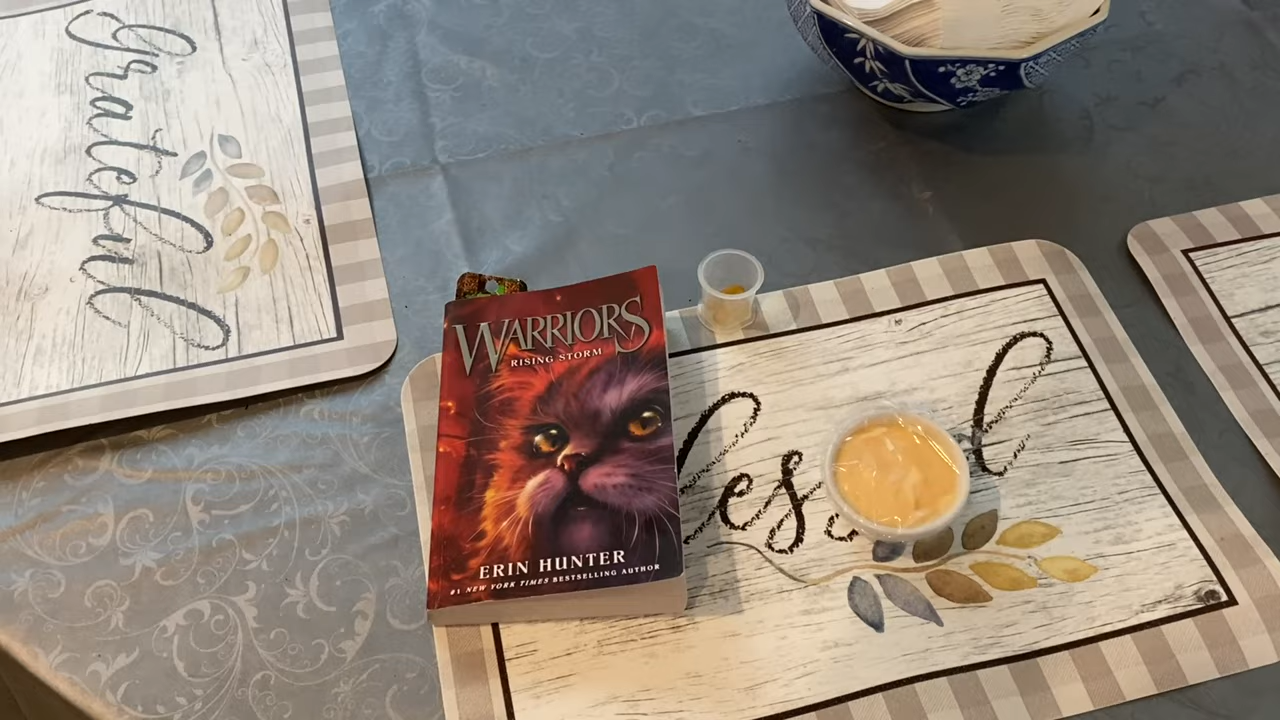 grateful
WARRIORS
RISING STORM
ERIN HUNTER
#1 NEW YORK TIMES BESTSELLING AUTHOR